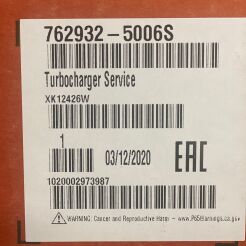 762932-5006S
Turbocharger Service
XK12426W
1
03/12/2020
EAC
1020002973987
WARNING: Cancer and Reproductive Harm - www.P65Warnings.ca.gov